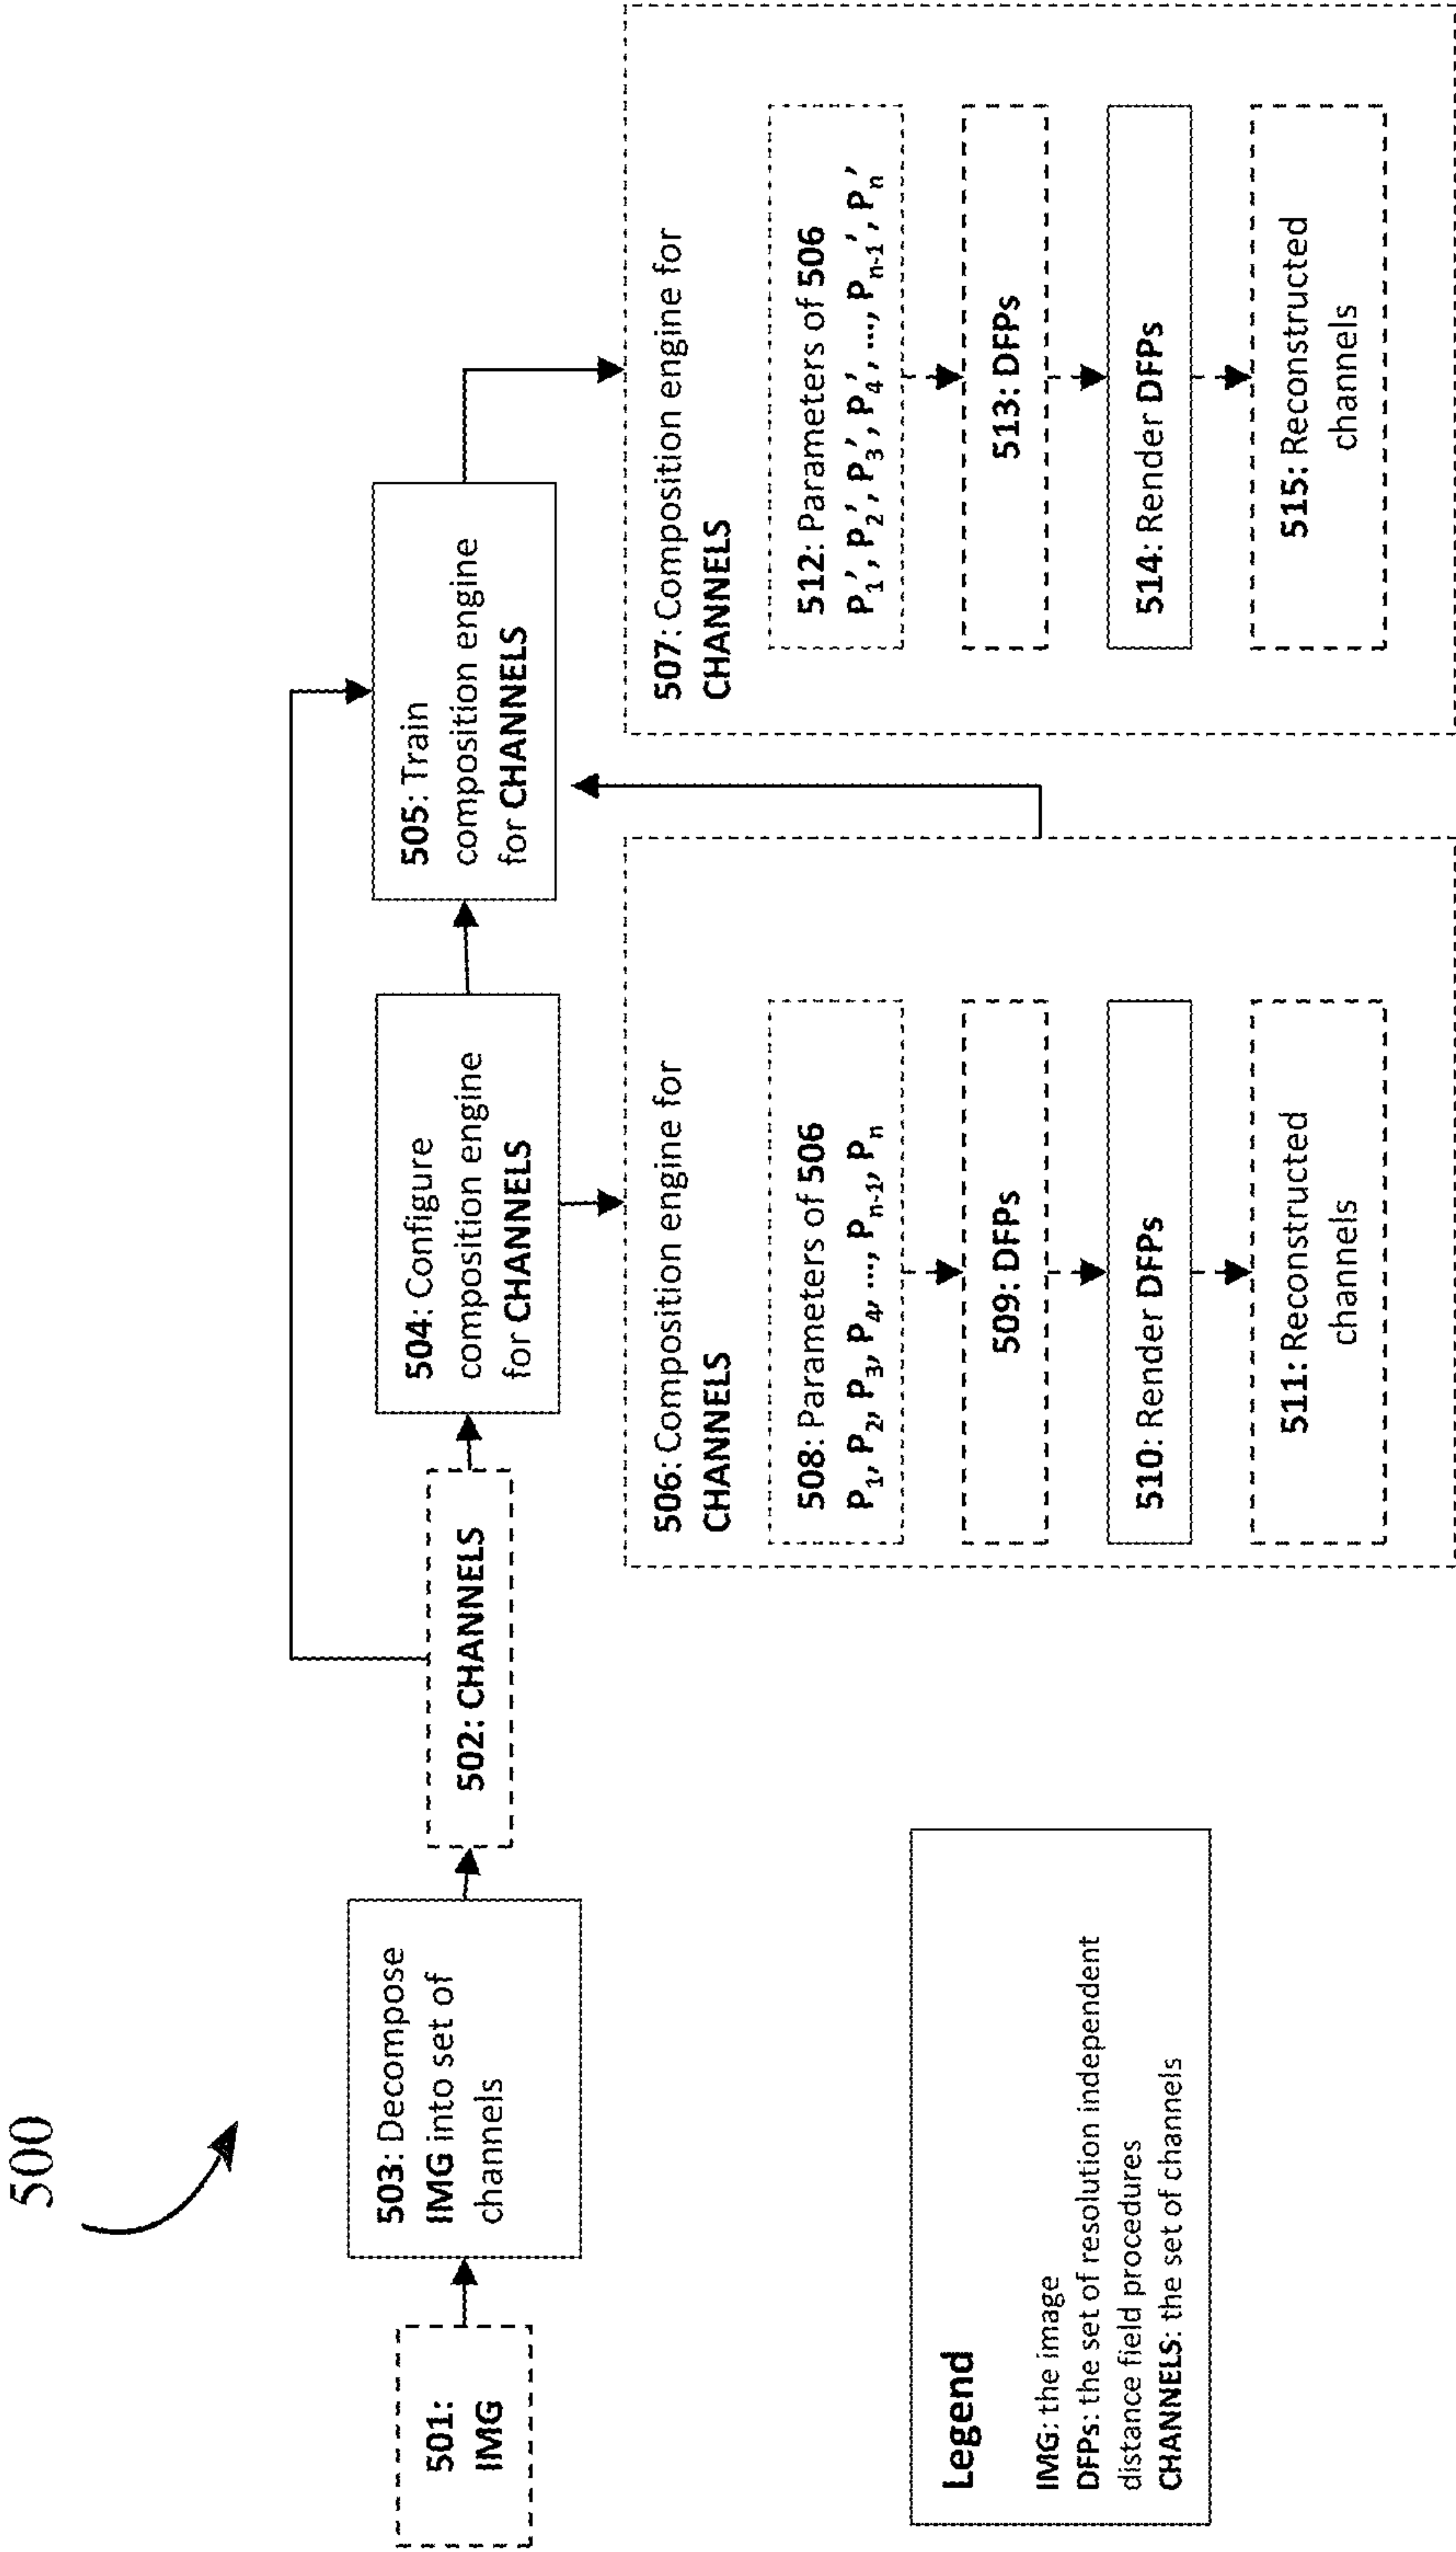 500
501:
IMG
503: Decompose
IMG into set of
channels
502: CHANNELS
504: Configure
composition engine
for CHANNELS
505: Train
composition engine
for CHANNELS
506: Composition engine for
CHANNELS
508: Parameters of 506
P₁, P₂, P₃, P₄, ..., Pₙ₋₁, Pₙ
509: DFPs
510: Render DFPs
511: Reconstructed
channels
507: Composition engine for
CHANNELS
512: Parameters of 506
P₁', P₂', P₃', P₄', ..., Pₙ₋₁', Pₙ'
513: DFPs
514: Render DFPs
515: Reconstructed
channels
Legend
IMG: the image
DFPs: the set of resolution independent
distance field procedures
CHANNELS: the set of channels